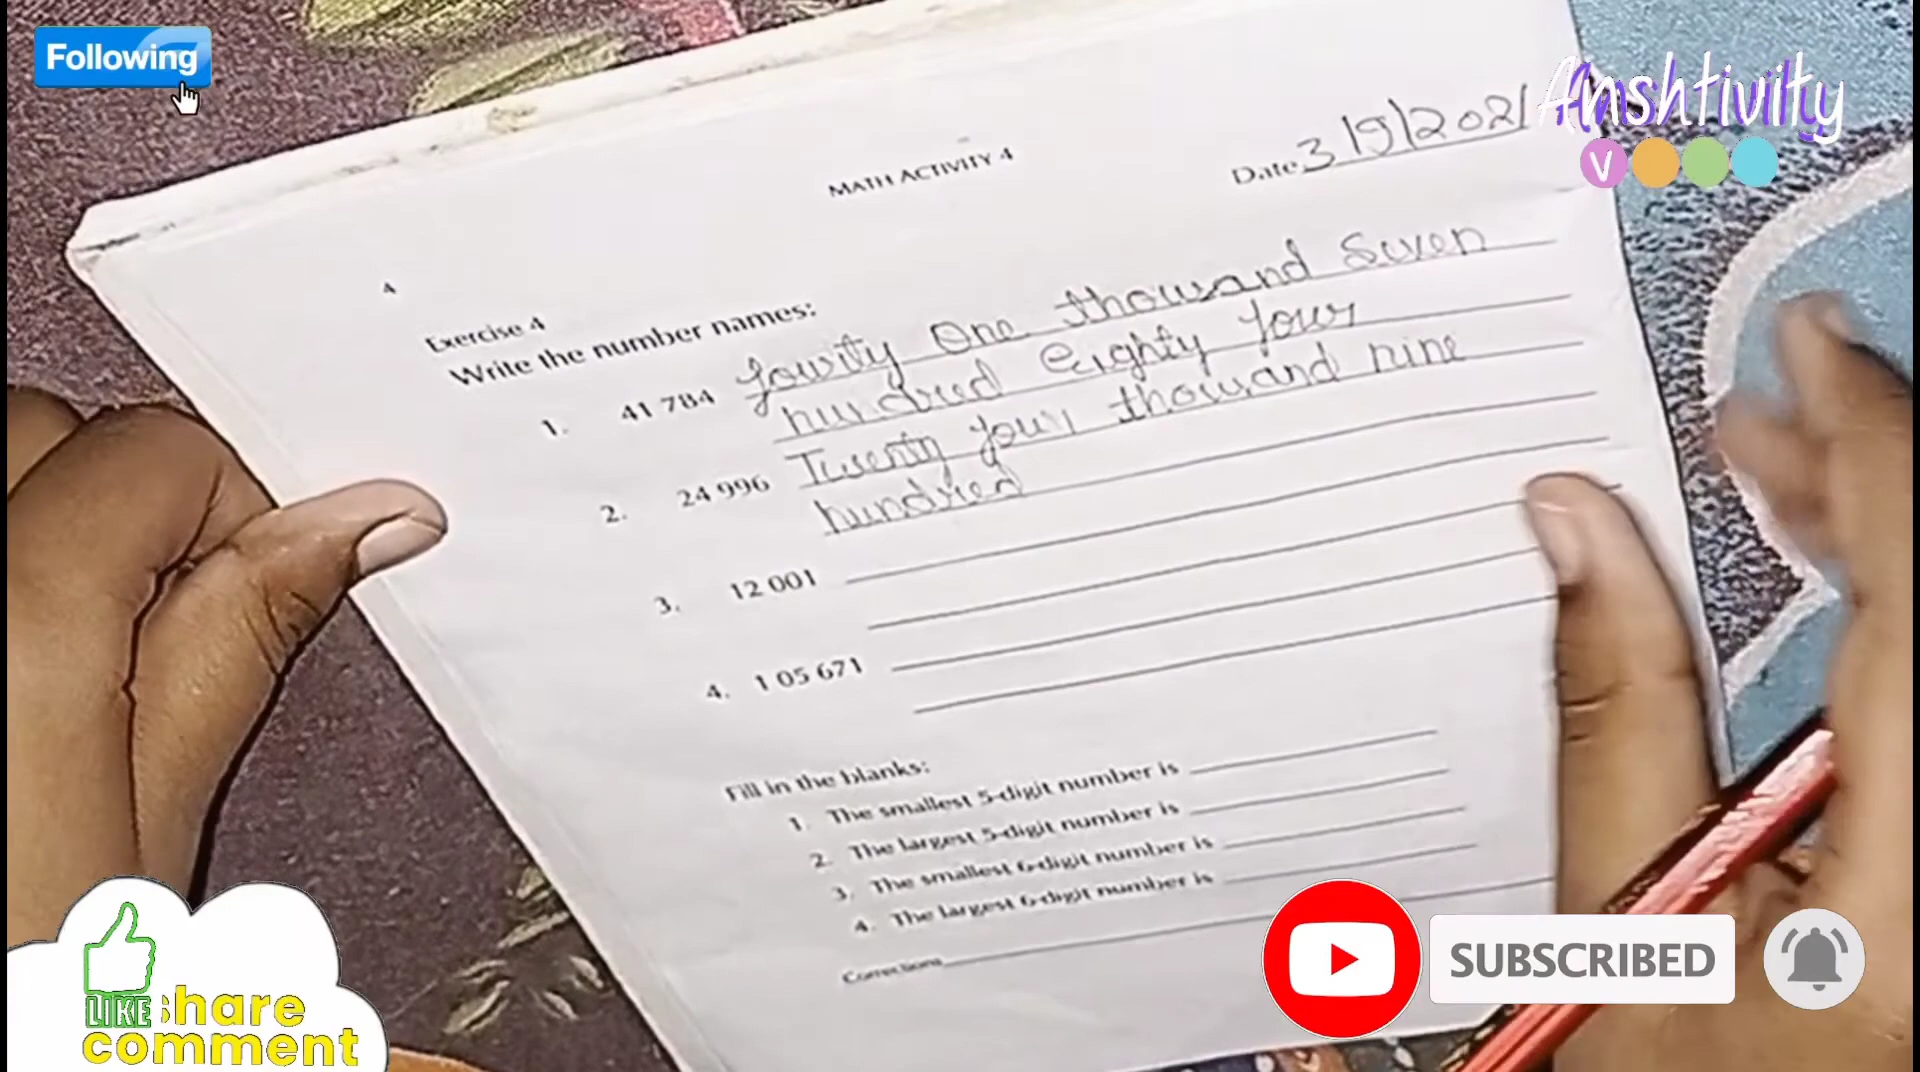 Following
Amshtivity
V
MATH ACTIVITY 4
Date 3/9/2021
4
Exercise 4
Write the number names:
1. 41 784 fourity One thousand Seven
hundred Eighty four
2. 24 996 Twenty four thousand nine
hundred
3. 12 001
4. 1 05 671
Fill in the blanks:
1. The smallest 5-digit number is
2. The largest 5-digit number is
3. The smallest 6-digit number is
4. The largest 6-digit number is
Corrections
LIKE share
comment
SUBSCRIBED